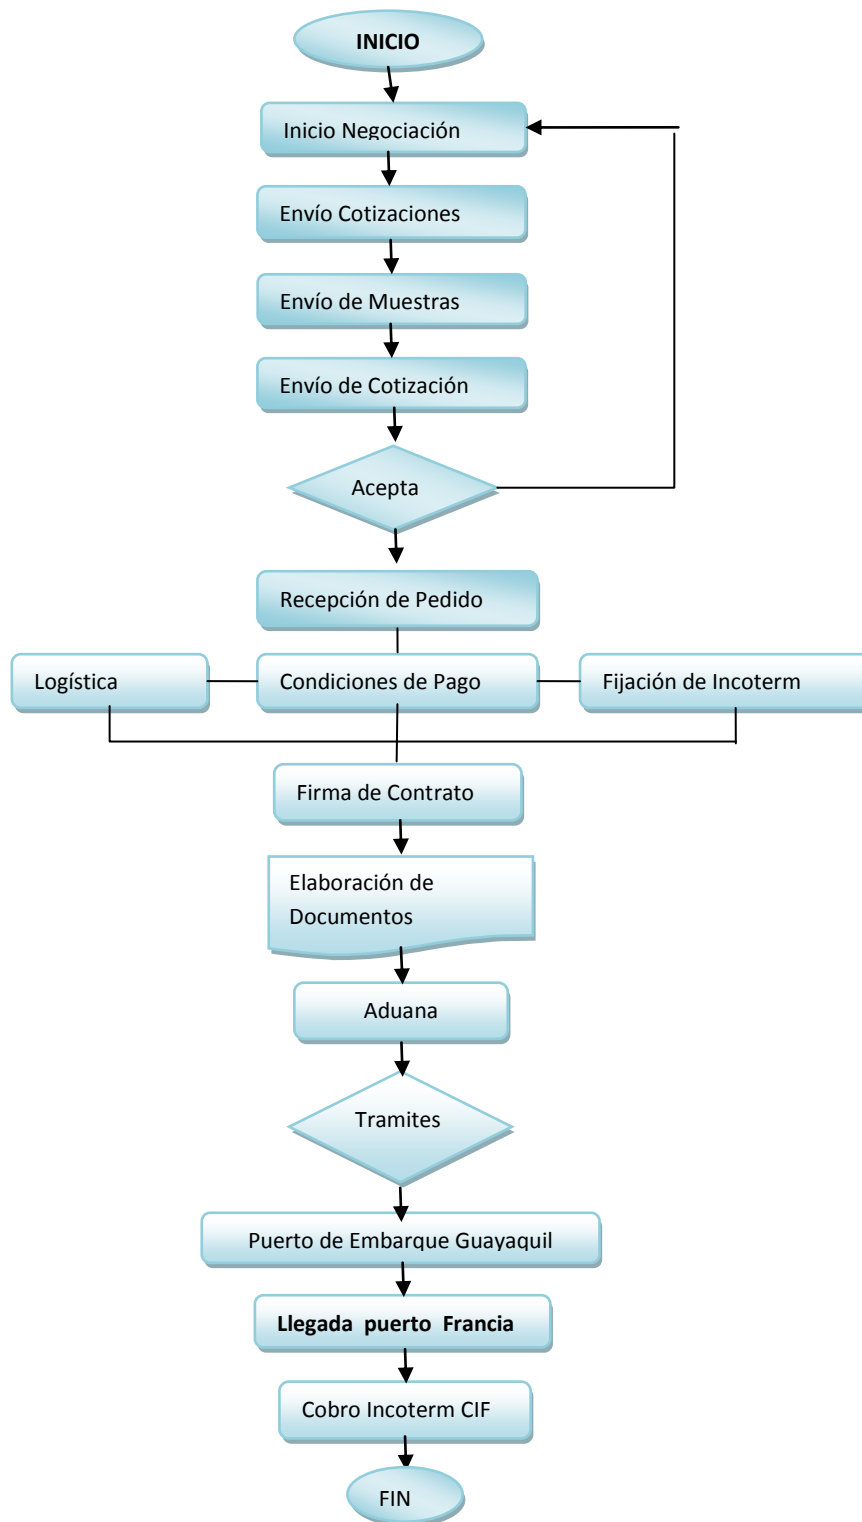 INICIO
Inicio Negociación
Envío Cotizaciones
Envío de Muestras
Envío de Cotización
Acepta
Recepción de Pedido
Logística
Condiciones de Pago
Fijación de Incoterm
Firma de Contrato
Elaboración de
Documentos
Aduana
Tramites
Puerto de Embarque Guayaquil
Llegada puerto Francia
Cobro Incoterm CIF
FIN